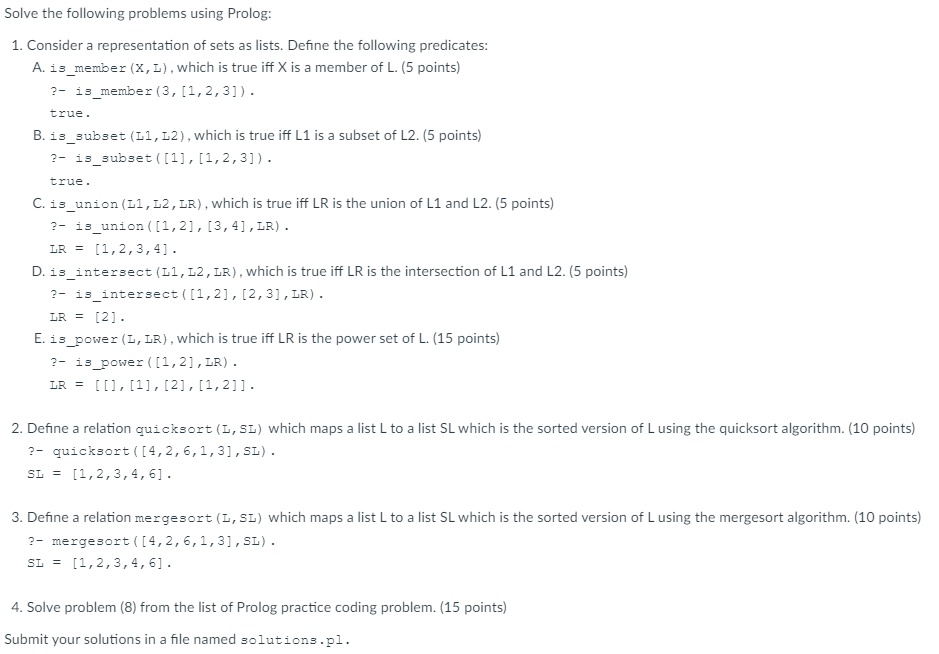 Solve the following problems using Prolog:
1. Consider a representation of sets as lists. Define the following predicates:
A. is_member(X,L), which is true iff X is a member of L. (5 points)
?- is_member(3,[1,2,3]).
true.
B. is_subset(L1,L2), which is true iff L1 is a subset of L2. (5 points)
?- is_subset([1],[1,2,3]).
true.
C. is_union(L1,L2,LR), which is true iff LR is the union of L1 and L2. (5 points)
?- is_union([1,2],[3,4],LR).
LR = [1,2,3,4].
D. is_intersect(L1,L2,LR), which is true iff LR is the intersection of L1 and L2. (5 points)
?- is_intersect([1,2],[2,3],LR).
LR = [2].
E. is_power(L,LR), which is true iff LR is the power set of L. (15 points)
?- is_power([1,2],LR).
LR = [[],[1],[2],[1,2]].
2. Define a relation quicksort(L,SL) which maps a list L to a list SL which is the sorted version of L using the quicksort algorithm. (10 points)
?- quicksort([4,2,6,1,3],SL).
SL = [1,2,3,4,6].
3. Define a relation mergesort(L,SL) which maps a list L to a list SL which is the sorted version of L using the mergesort algorithm. (10 points)
?- mergesort([4,2,6,1,3],SL).
SL = [1,2,3,4,6].
4. Solve problem (8) from the list of Prolog practice coding problem. (15 points)
Submit your solutions in a file named solutions.pl.